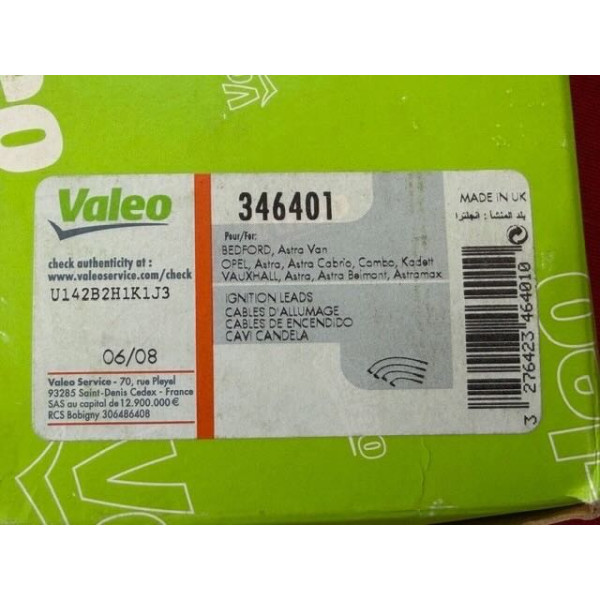 Valeo
check authenticity at :
www.valeoservice.com/check
U142B2H1K1J3
06/08
Valeo Service - 70, rue Pleyel
93285 Saint-Denis Cedex - France
SAS au capital de 12.900.000 €
RCS Bobigny 306486408
346401
Pour/For:
BEDFORD, Astra Van
OPEL, Astra, Astra Cabrio, Combo, Kadett
VAUXHALL, Astra, Astra Belmont, Astramax
IGNITION LEADS
CABLES D'ALLUMAGE
CABLES DE ENCENDIDO
CAVI CANDELA
MADE IN UK
بلد المنشأ : انجلترا
3 276423 464010